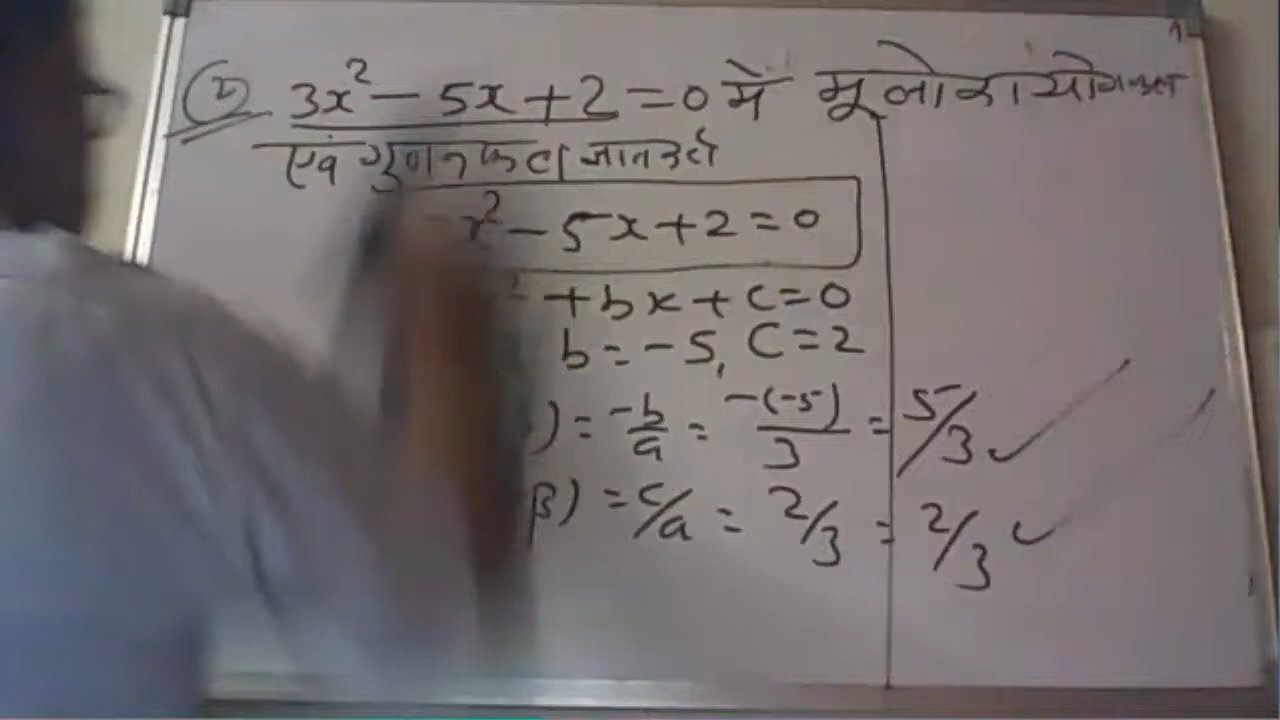 3x² - 5x + 2 = 0 में मूलो का योगफल
एवं गुणनफल ज्ञात करो
x² - 5x + 2 = 0
+ bx + c = 0
b = -5, C = 2
) = -b/a = -(-5)/3 = 5/3 ✓
β) = c/a = 2/3 = 2/3 ✓